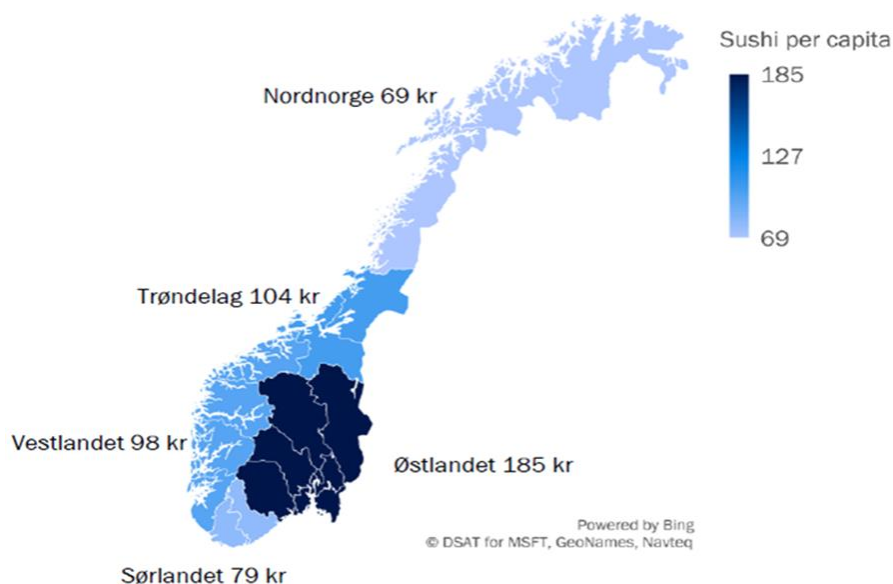 Sushi per capita
185
127
69
Nordnorge 69 kr
Trøndelag 104 kr
Vestlandet 98 kr
Østlandet 185 kr
Sørlandet 79 kr
Powered by Bing
© DSAT for MSFT, GeoNames, Navteq